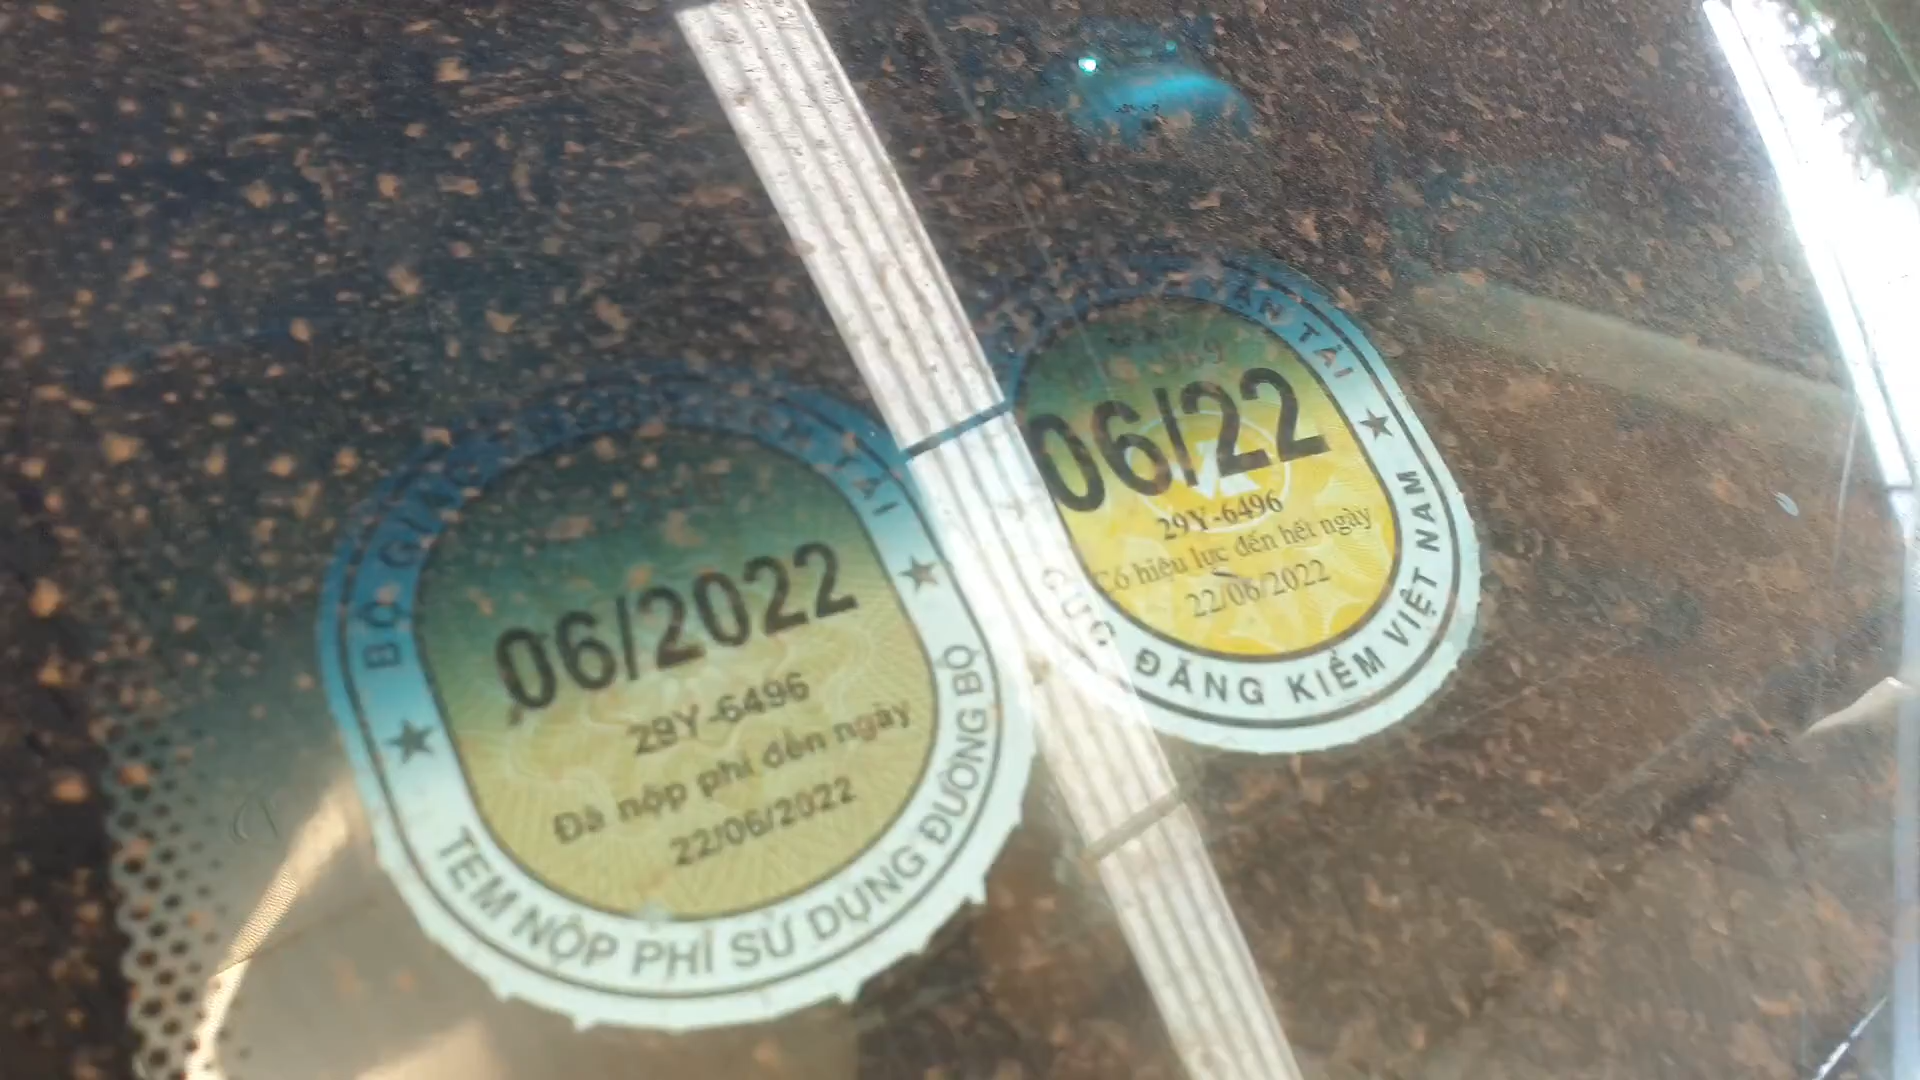 BỘ GIAO
TẢI
06/2022
29Y-6496
Đã nộp phí đến ngày
22/06/2022
TEM NỘP PHÍ SỬ DỤNG ĐƯỜNG BỘ
TẢI
06/22
29Y-6496
Có hiệu lực đến hết ngày
22/06/2022
CỤC ĐĂNG KIỂM VIỆT NAM